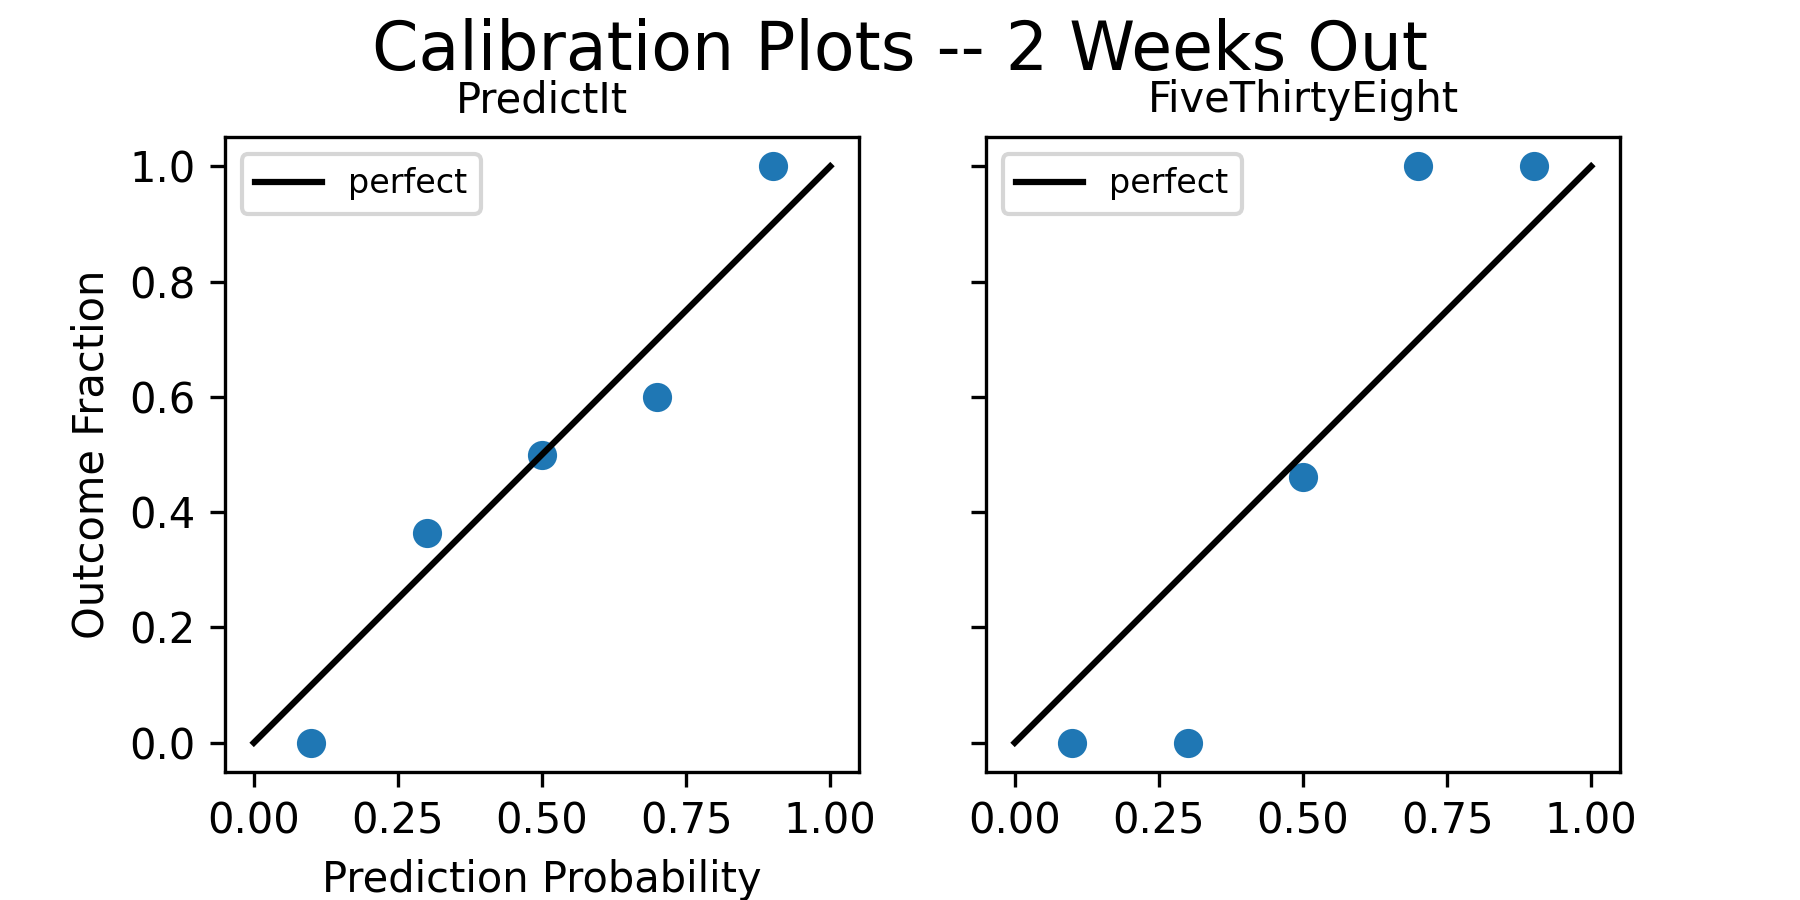 Calibration Plots -- 2 Weeks Out
PredictIt
perfect
1.0
0.8
0.6
0.4
0.2
0.0
Outcome Fraction
0.00 0.25 0.50 0.75 1.00
Prediction Probability
FiveThirtyEight
perfect
0.00 0.25 0.50 0.75 1.00